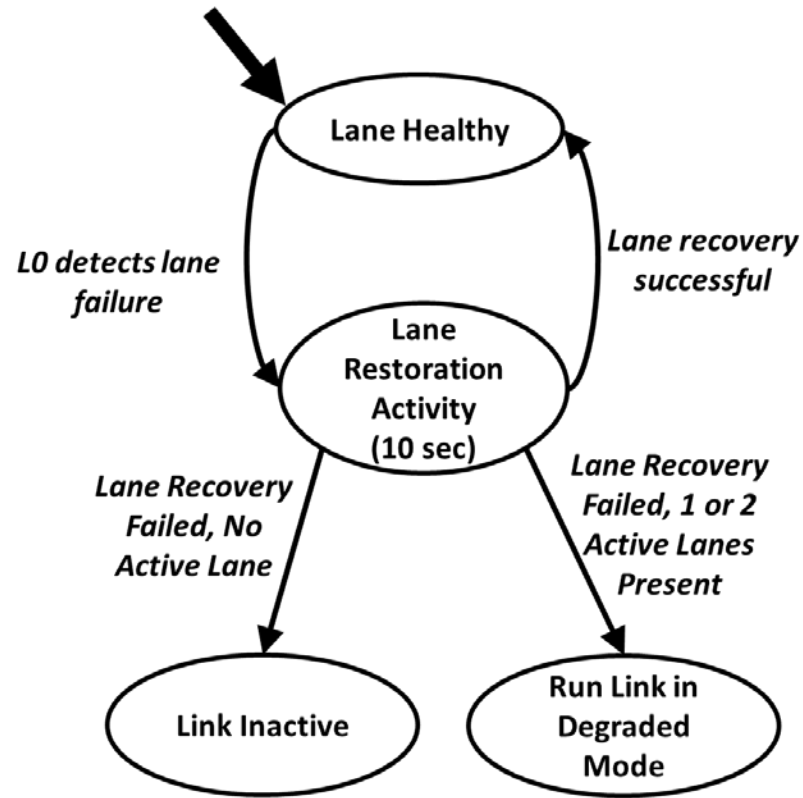 Lane Healthy
L0 detects lane
failure
Lane recovery
successful
Lane
Restoration
Activity
(10 sec)
Lane Recovery
Failed, No
Active Lane
Lane Recovery
Failed, 1 or 2
Active Lanes
Present
Link Inactive
Run Link in
Degraded
Mode